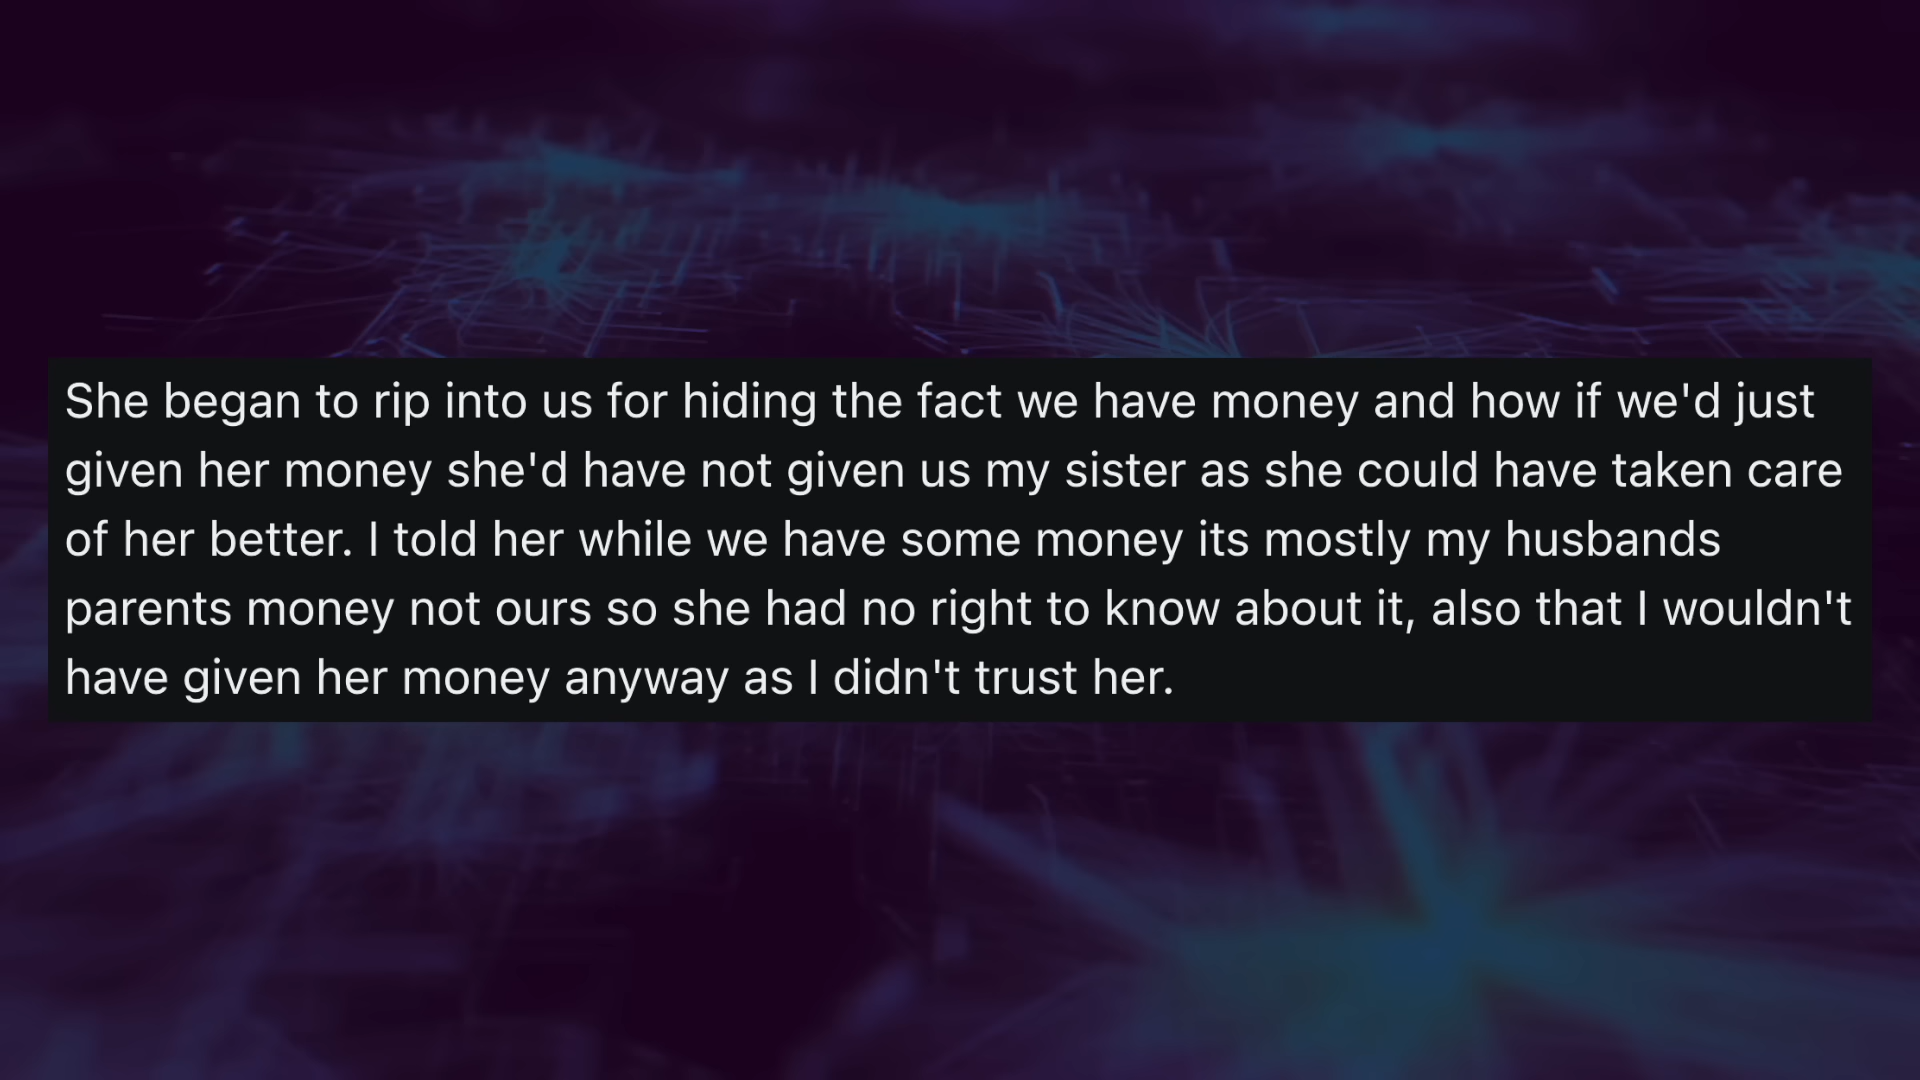 She began to rip into us for hiding the fact we have money and how if we'd just
given her money she'd have not given us my sister as she could have taken care
of her better. I told her while we have some money its mostly my husbands
parents money not ours so she had no right to know about it, also that I wouldn't
have given her money anyway as I didn't trust her.